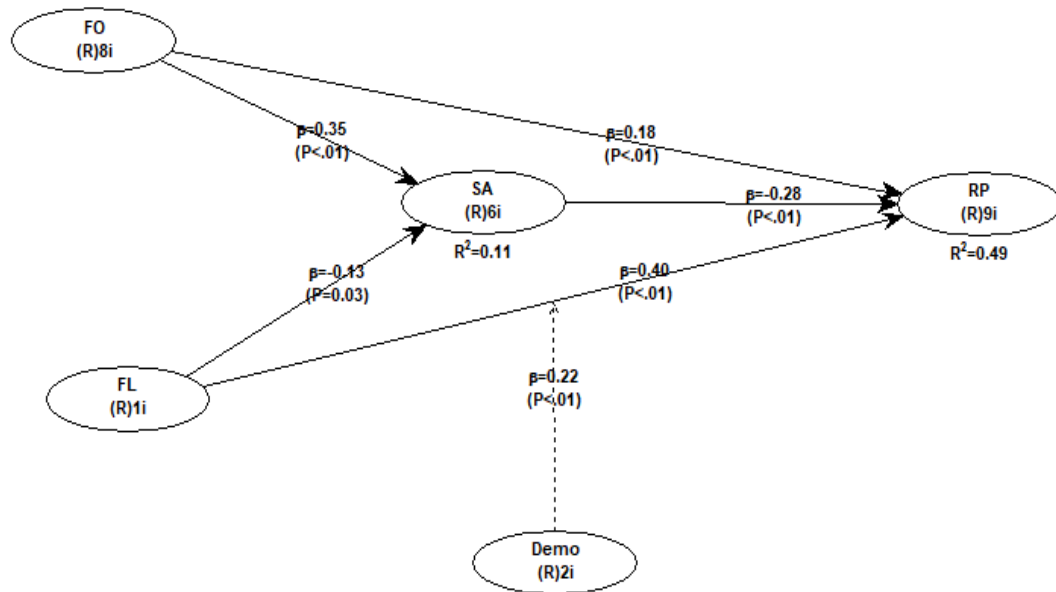 FO
(R)8i
β=0.35
(P<.01)
β=0.18
(P<.01)
SA
(R)6i
R²=0.11
β=-0.28
(P<.01)
RP
(R)9i
R²=0.49
β=-0.13
(P=0.03)
β=0.40
(P<.01)
FL
(R)1i
β=0.22
(P<.01)
Demo
(R)2i